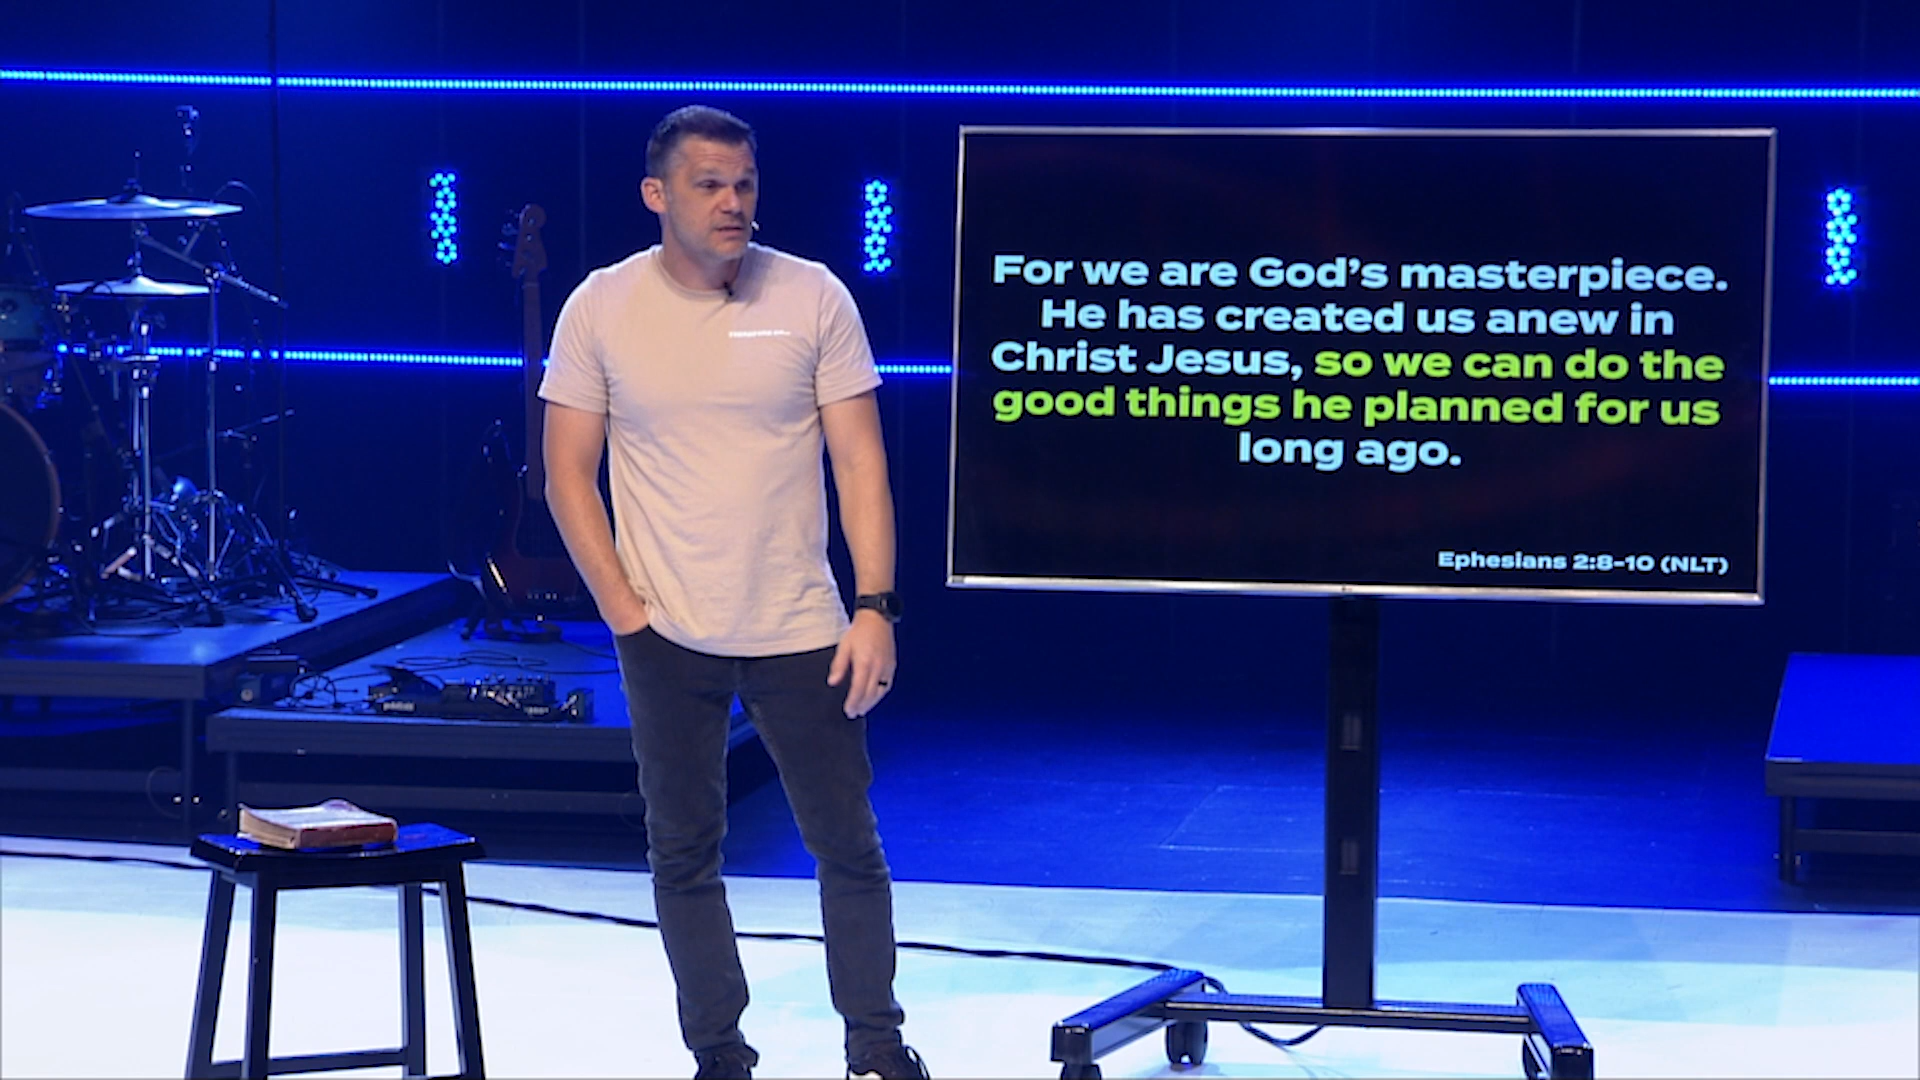 For we are God’s masterpiece.
He has created us anew in
Christ Jesus, so we can do the
good things he planned for us
long ago.
Ephesians 2:8-10 (NLT)